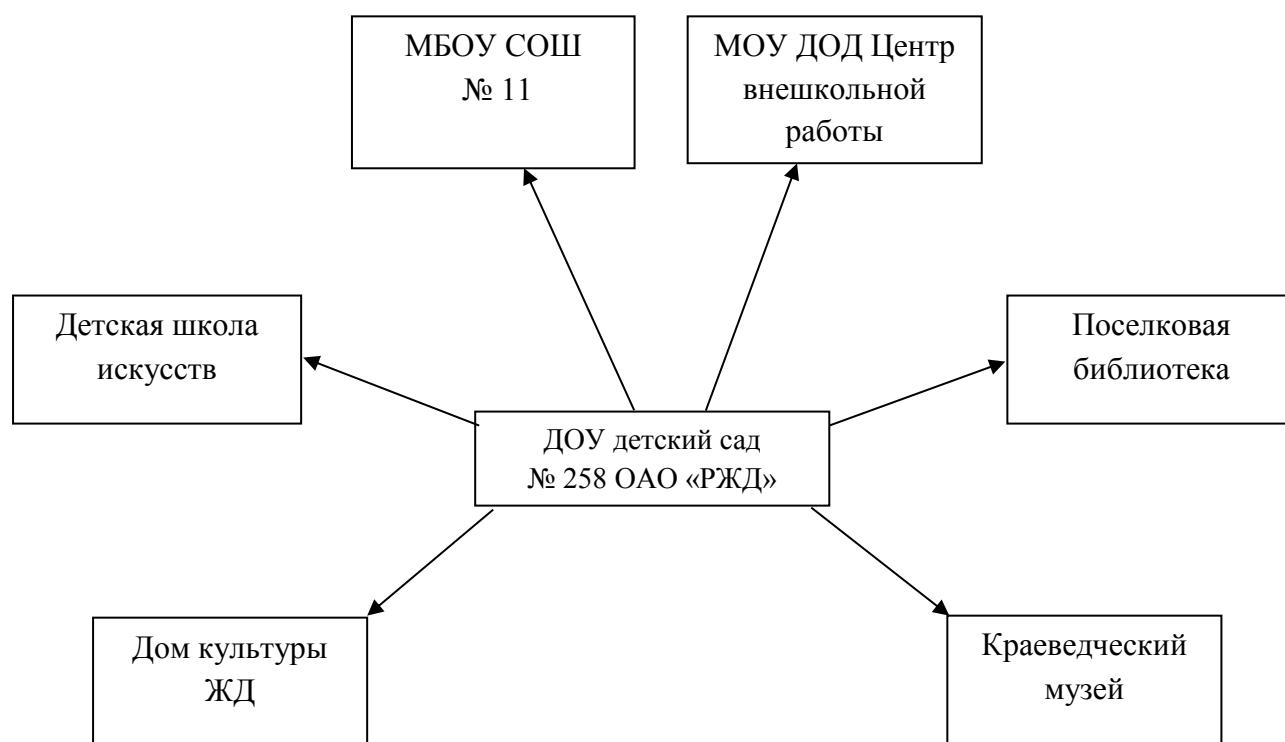 МБОУ СОШ
№ 11
МОУ ДОД Центр
внешкольной
работы
Детская школа
искусств
Поселковая
библиотека
ДОУ детский сад
№ 258 ОАО «РЖД»
Дом культуры
ЖД
Краеведческий
музей